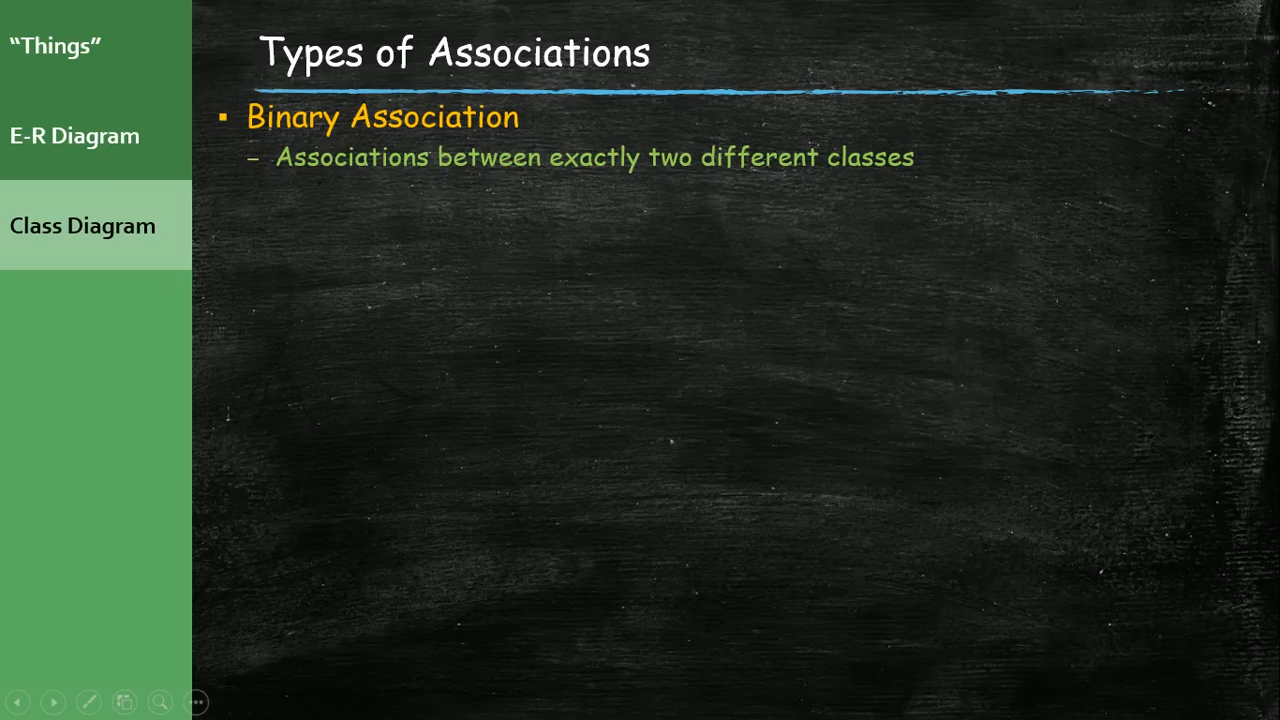 “Things”
E-R Diagram
Class Diagram
Types of Associations
▪ Binary Association
– Associations between exactly two different classes